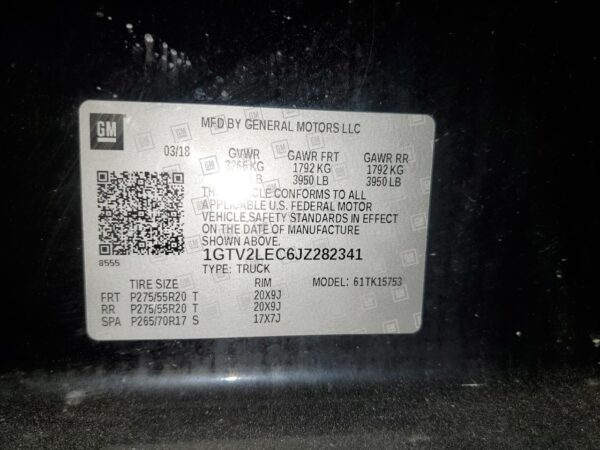 GM
MFD BY GENERAL MOTORS LLC
03/18 GVWR GAWR FRT GAWR RR
KG 1792 KG 1792 KG
LB 3950 LB 3950 LB
THIS VEHICLE CONFORMS TO ALL
APPLICABLE U.S. FEDERAL MOTOR
VEHICLE SAFETY STANDARDS IN EFFECT
ON THE DATE OF MANUFACTURE
SHOWN ABOVE.
8555
1GTV2LEC6JZ282341
TYPE: TRUCK
TIRE SIZE RIM MODEL: 61TK15753
FRT P275/55R20 T 20X9J
RR P275/55R20 T 20X9J
SPA P265/70R17 S 17X7J